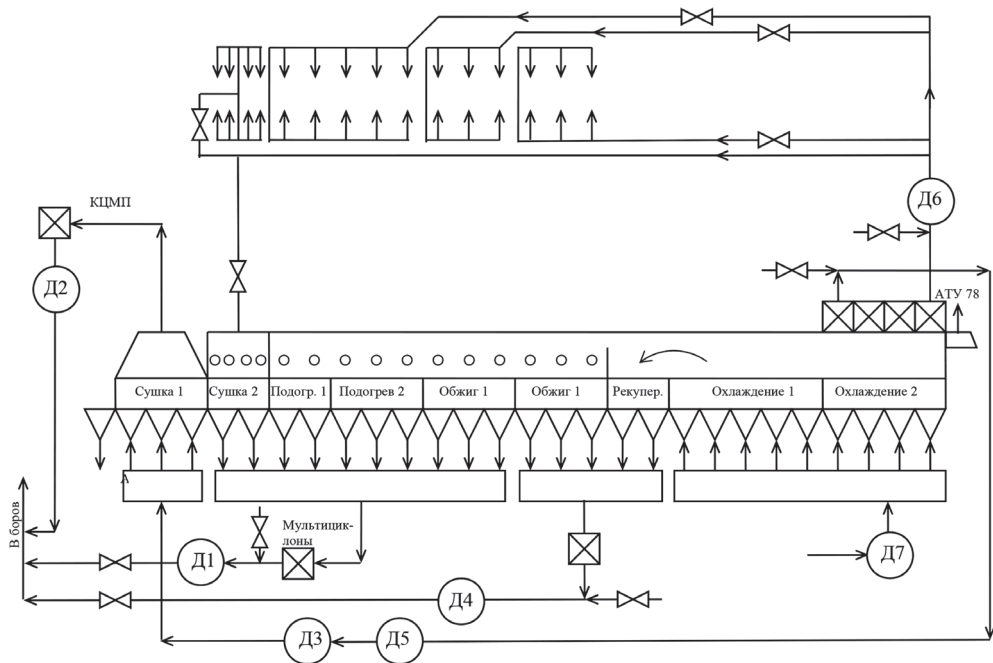 КЦМП
Д6
Д2
АТУ 78
Сушка 1
Сушка 2
Подогр. 1
Подогрев 2
Обжиг 1
Обжиг 1
Рекупер.
Охлаждение 1
Охлаждение 2
В боров
Мультицик-
лоны
Д1
Д7
Д4
Д3
Д5